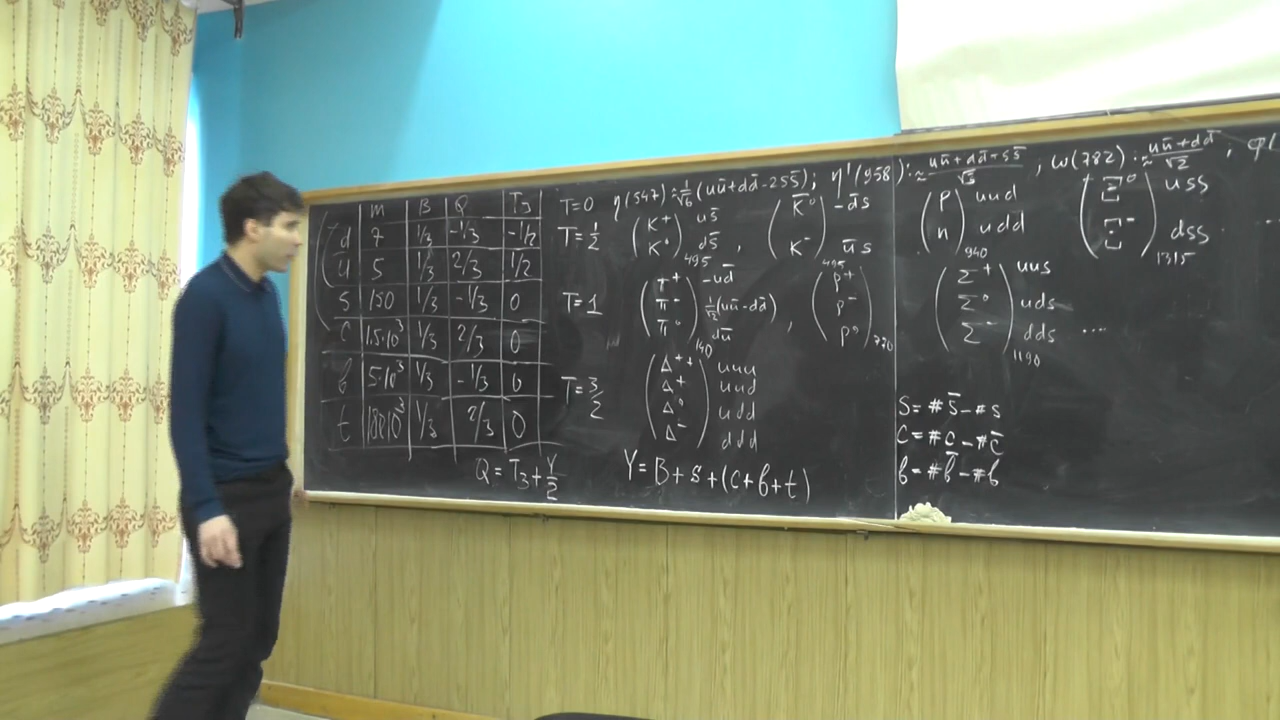 m B Q T₃
d 7 1/3 -1/3 -1/2
u 5 1/3 2/3 1/2
s 150 1/3 -1/3 0
c 1.5·10³ 1/3 2/3 0
b 5·10³ 1/3 -1/3 0
t 180·10³ 1/3 2/3 0
Q = T₃ + Y/2
T=0 η(547):≈1/√6(uū+dd̄-2ss̄); η'(958):≈ uū+dd̄+ss̄/√3, ω(782):≈ uū+dd̄/√2, φ(
T=1/2 (K⁺ K⁰)₄₉₅ us̄ ds̄, (K̄⁰ K⁻)₄₉₅ -d̄s ūs
(p n)₉₄₀ uud udd
(Ξ⁰ Ξ⁻)₁₃₁₅ uss dss ...
T=1 (π⁺ π⁻ π⁰)₁₄₀ -ud̄ 1/√2(uū-dd̄) dū, (ρ⁺ ρ⁻ ρ⁰)₇₇₀
(Σ⁺ Σ⁰ Σ⁻)₁₁₉₀ uus uds dds ....
T=3/2 (Δ⁺⁺ Δ⁺ Δ⁰ Δ⁻) uuu uud udd ddd
Y = B+s+(c+b+t)
S = #s̄ - #s
C = #c - #c̄
b = #b̄ - #b